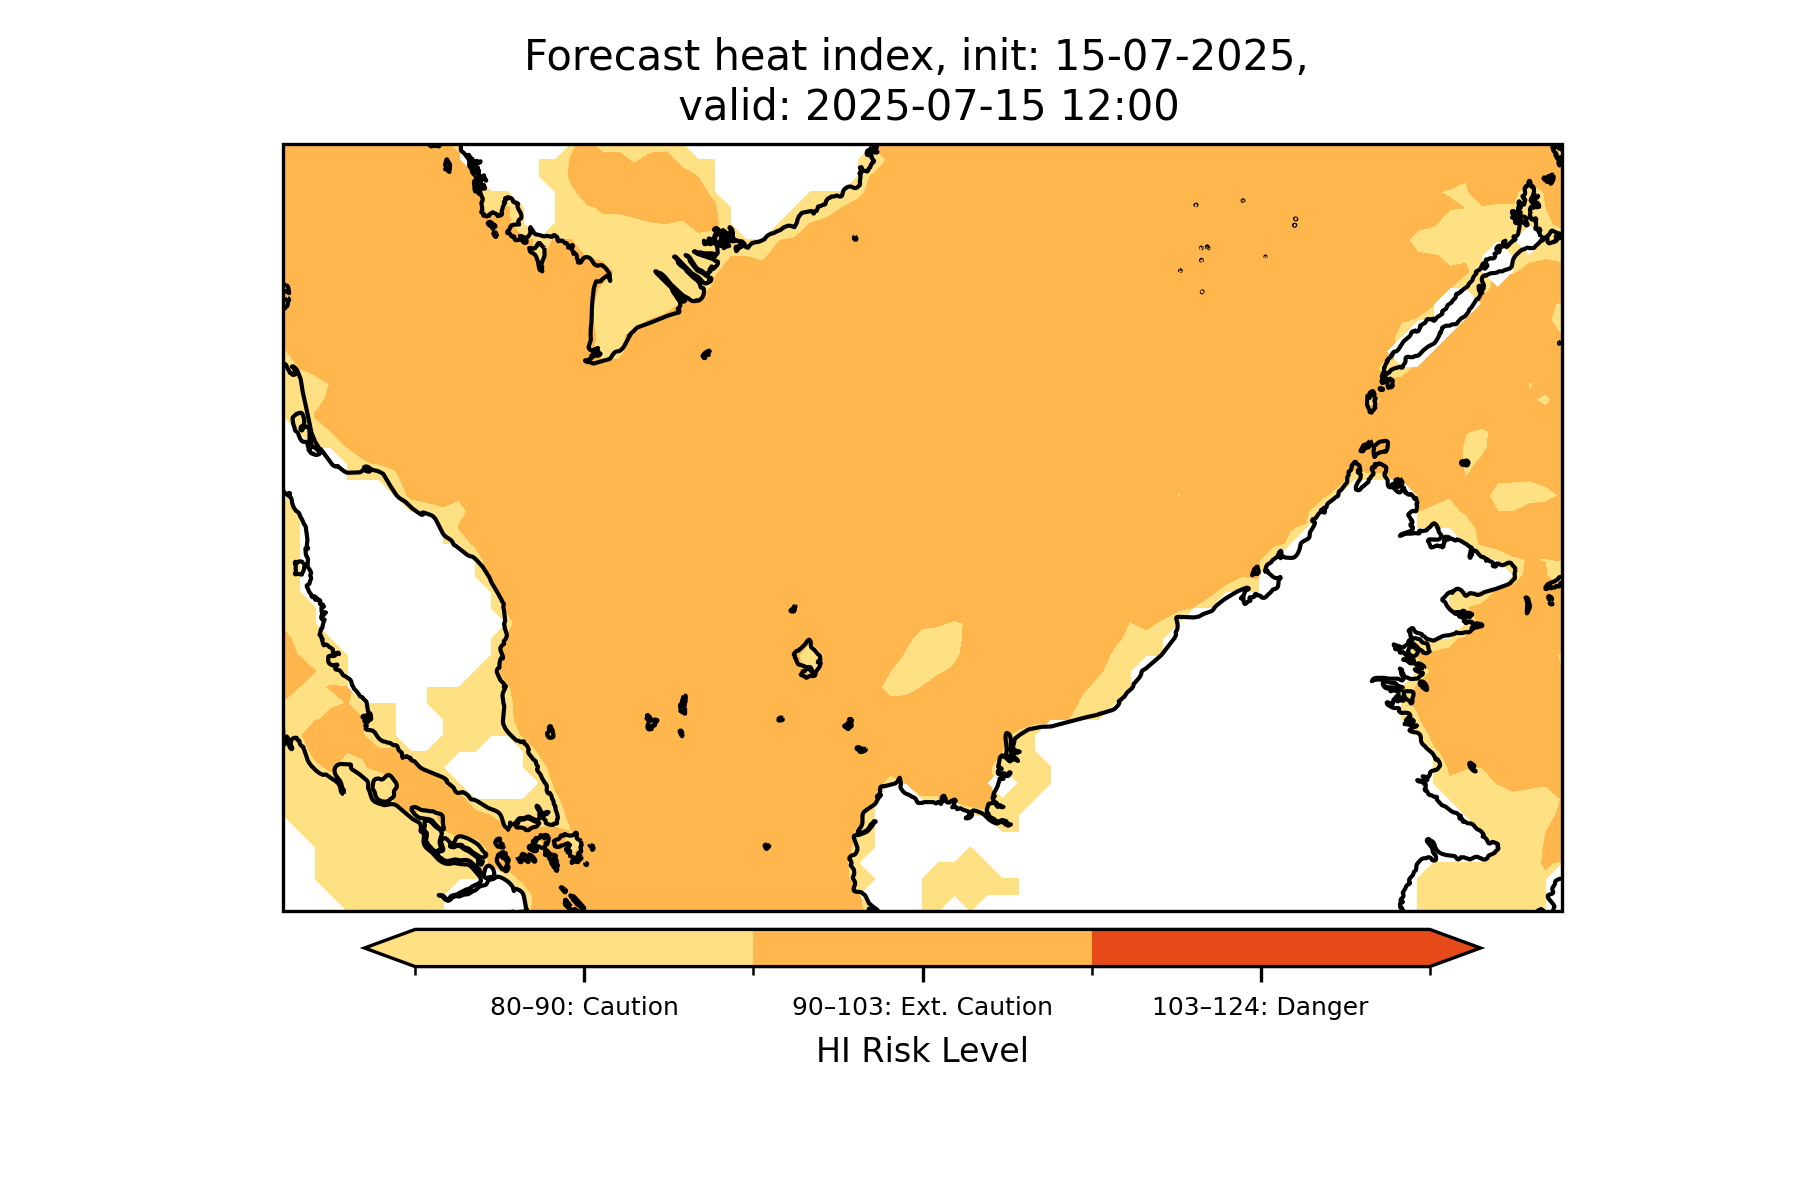 Forecast heat index, init: 15-07-2025,
valid: 2025-07-15 12:00
80–90: Caution
90–103: Ext. Caution
103–124: Danger
HI Risk Level